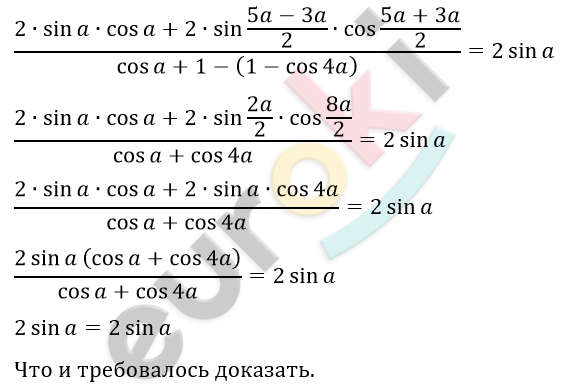 (2 · sin a · cos a + 2 · sin (5a − 3a)/2 · cos (5a + 3a)/2)/(cos a + 1 − (1 − cos 4a)) = 2 sin a
(2 · sin a · cos a + 2 · sin 2a/2 · cos 8a/2)/(cos a + cos 4a) = 2 sin a
(2 · sin a · cos a + 2 · sin a · cos 4a)/(cos a + cos 4a) = 2 sin a
(2 sin a (cos a + cos 4a))/(cos a + cos 4a) = 2 sin a
2 sin a = 2 sin a
Что и требовалось доказать.
euroki